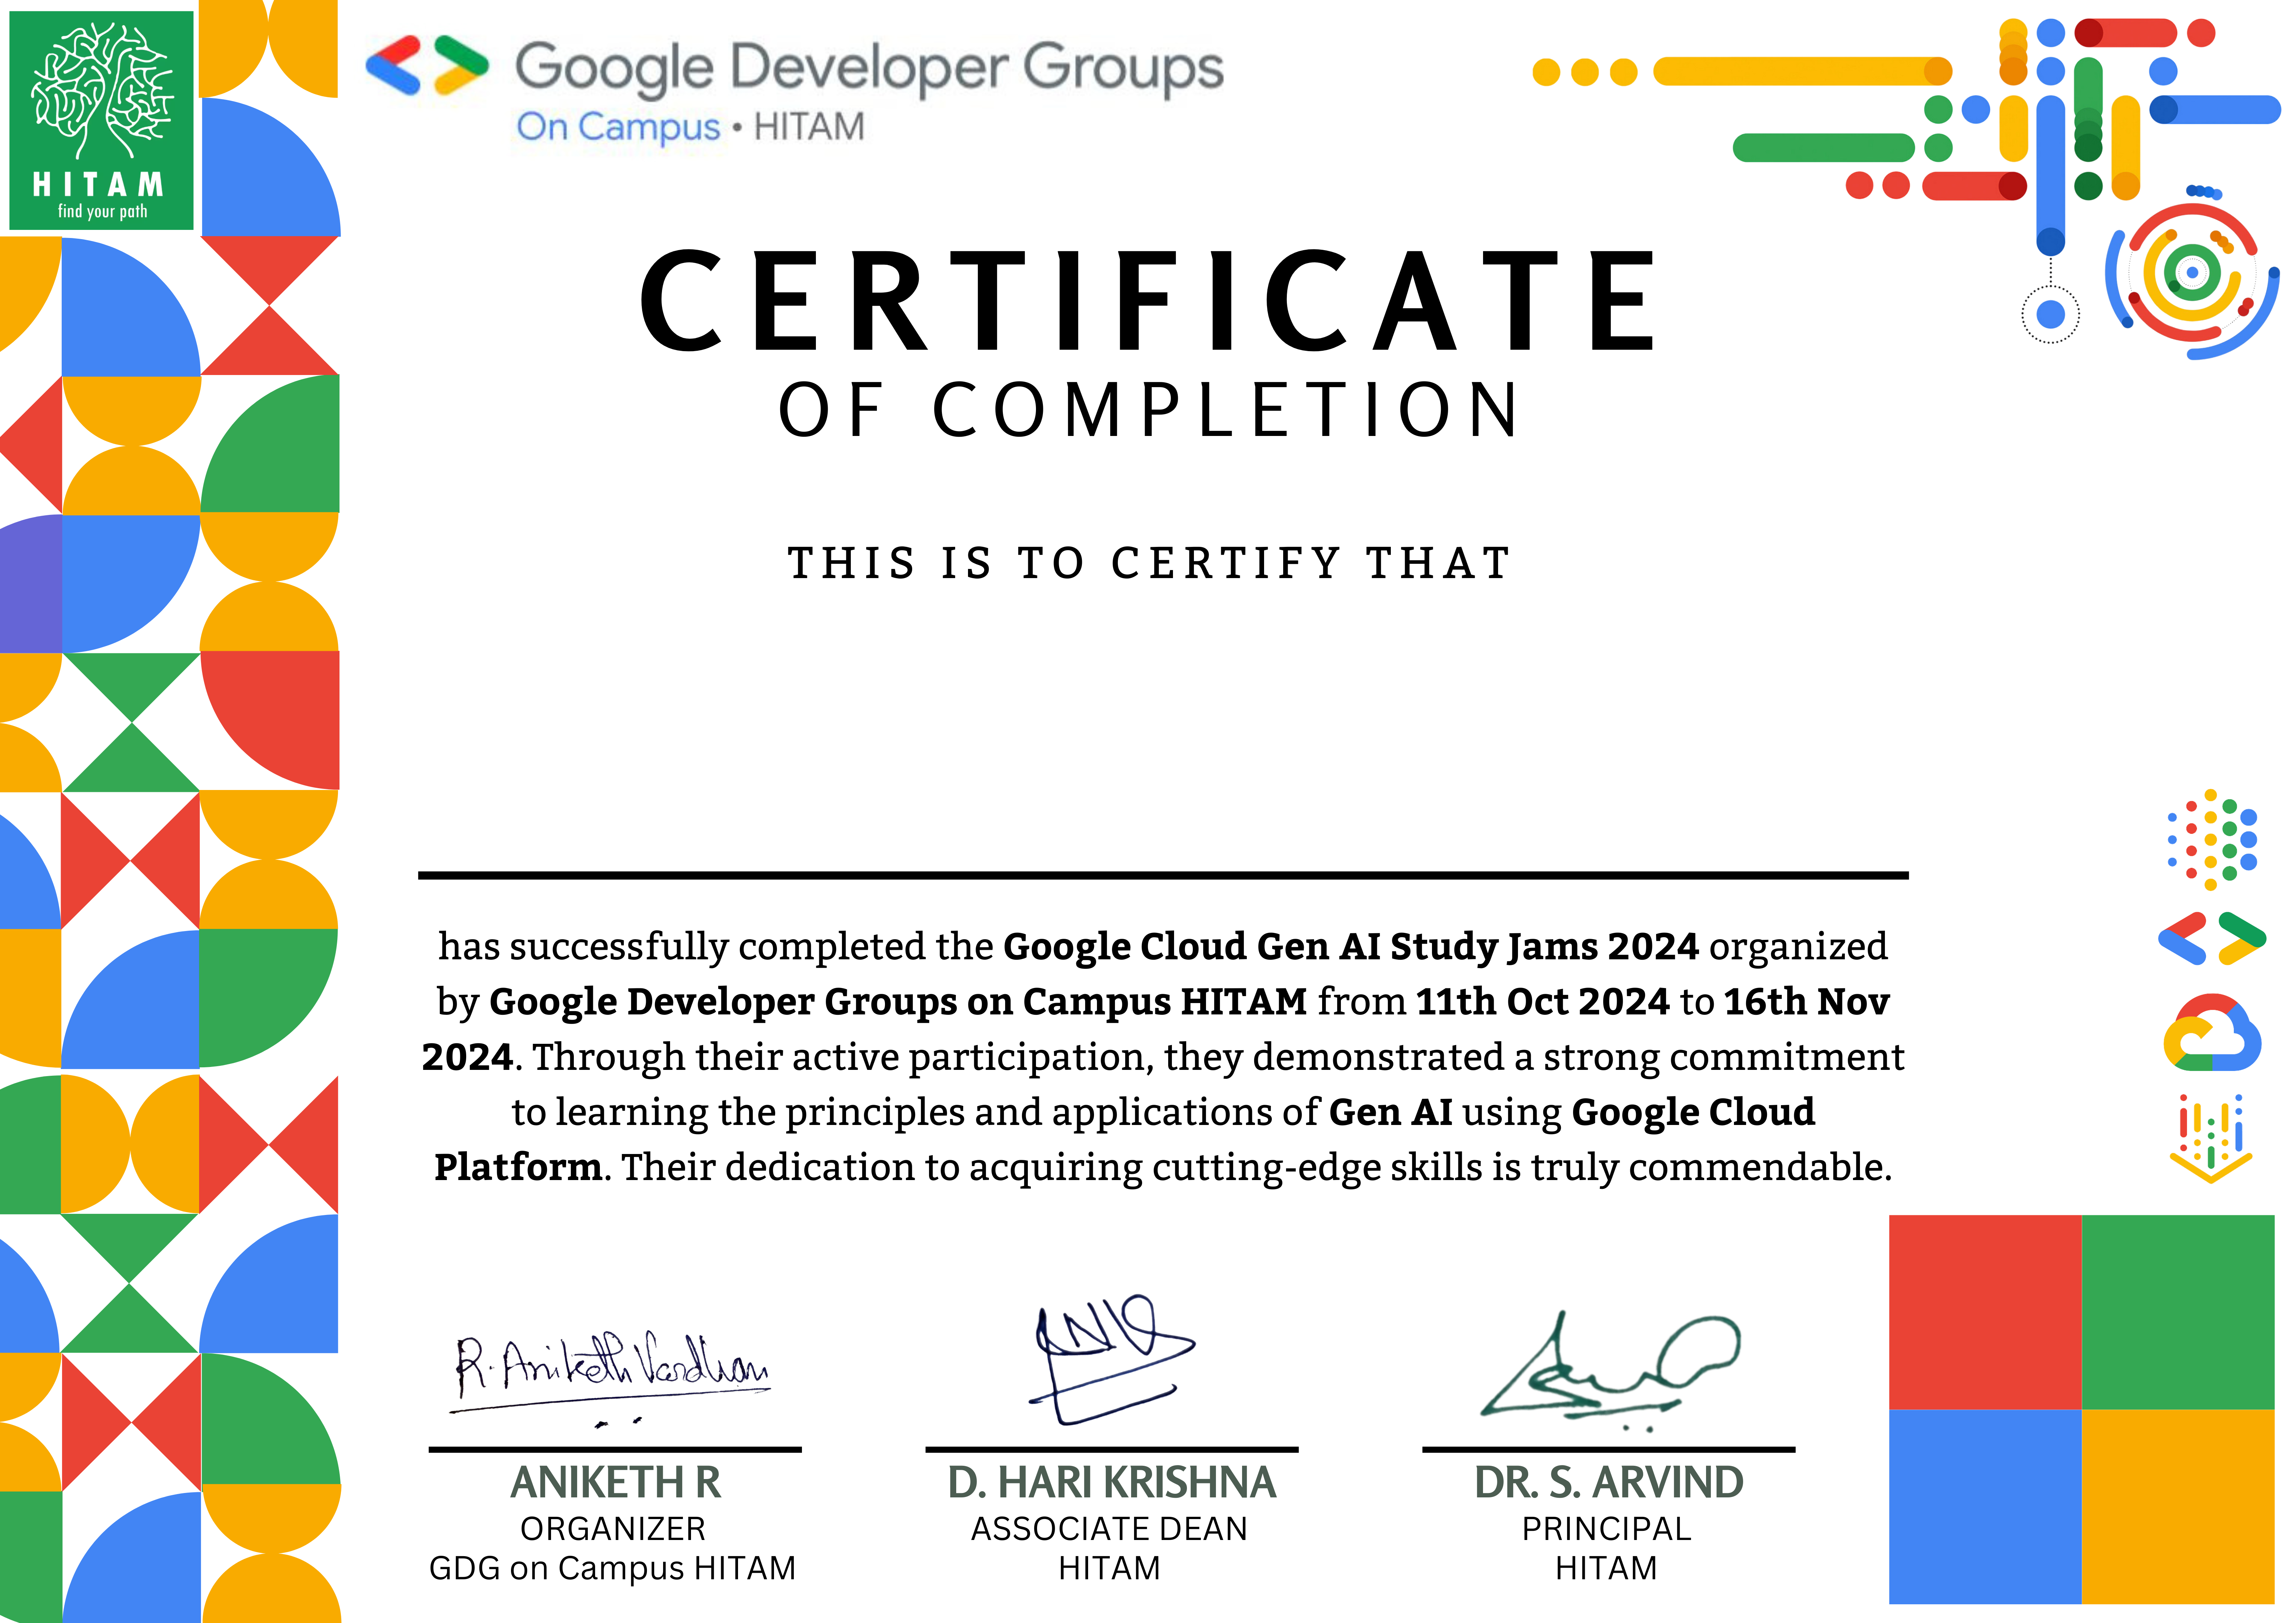 HITAM
find your path
Google Developer Groups
On Campus • HITAM
CERTIFICATE
OF COMPLETION
THIS IS TO CERTIFY THAT
has successfully completed the Google Cloud Gen AI Study Jams 2024 organized
by Google Developer Groups on Campus HITAM from 11th Oct 2024 to 16th Nov
2024. Through their active participation, they demonstrated a strong commitment
to learning the principles and applications of Gen AI using Google Cloud
Platform. Their dedication to acquiring cutting-edge skills is truly commendable.
R. Aniketh Vardhan
ANIKETH R
ORGANIZER
GDG on Campus HITAM
D. HARI KRISHNA
ASSOCIATE DEAN
HITAM
DR. S. ARVIND
PRINCIPAL
HITAM